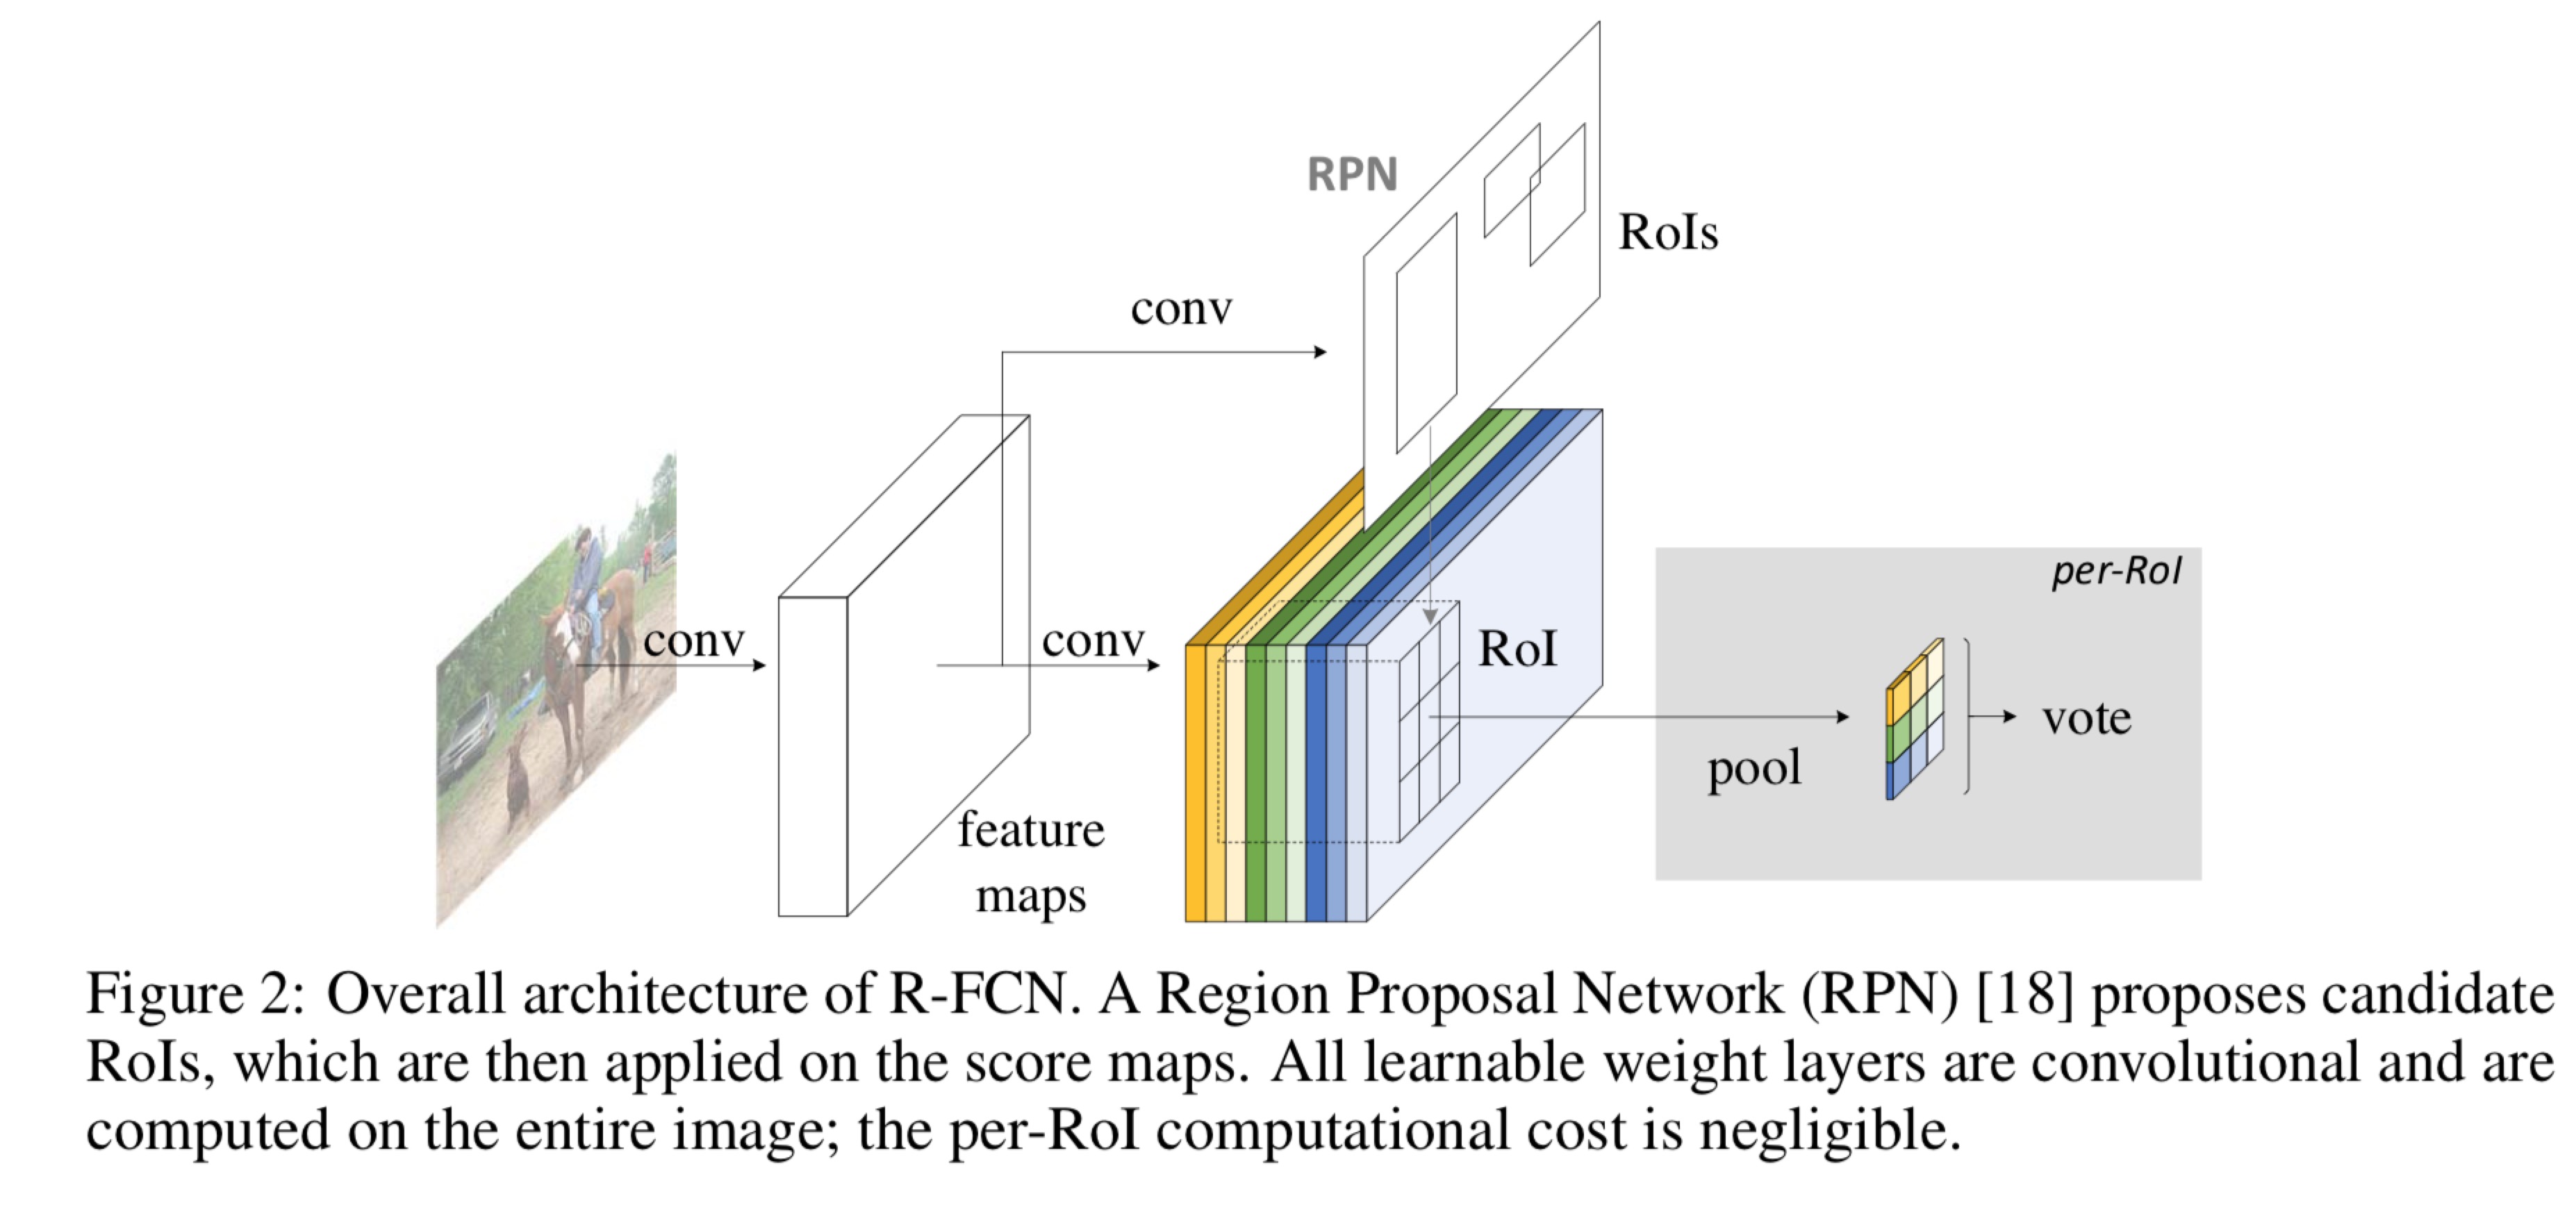 RPN
RoIs
conv
conv
conv
RoI
per-RoI
pool
vote
feature
maps
Figure 2: Overall architecture of R-FCN. A Region Proposal Network (RPN) [18] proposes candidate
RoIs, which are then applied on the score maps. All learnable weight layers are convolutional and are
computed on the entire image; the per-RoI computational cost is negligible.